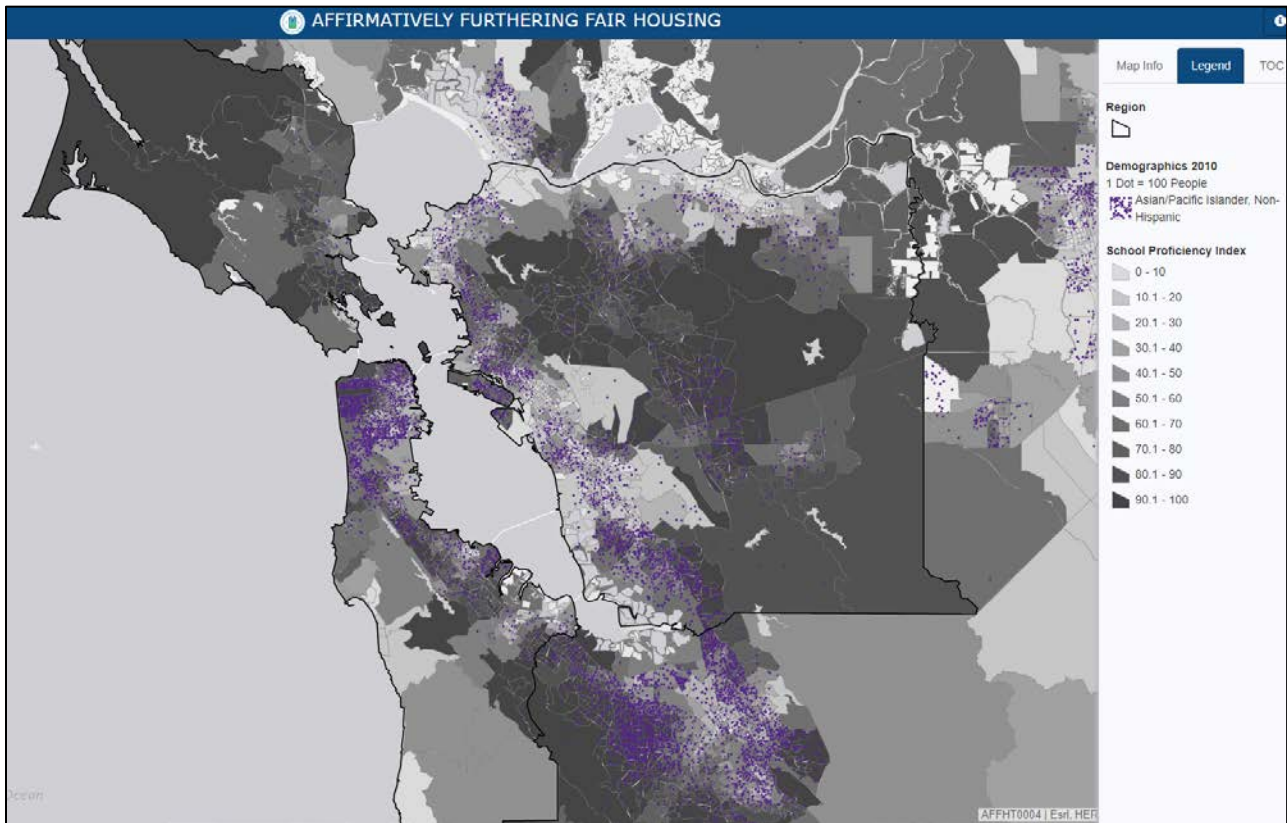 AFFIRMATIVELY FURTHERING FAIR HOUSING
Map Info Legend TOC
Region
Demographics 2010
1 Dot = 100 People
Asian/Pacific Islander, Non-
Hispanic
School Proficiency Index
0 - 10
10.1 - 20
20.1 - 30
30.1 - 40
40.1 - 50
50.1 - 60
60.1 - 70
70.1 - 80
80.1 - 90
90.1 - 100
Ocean
AFFHT0004 | Esri, HER